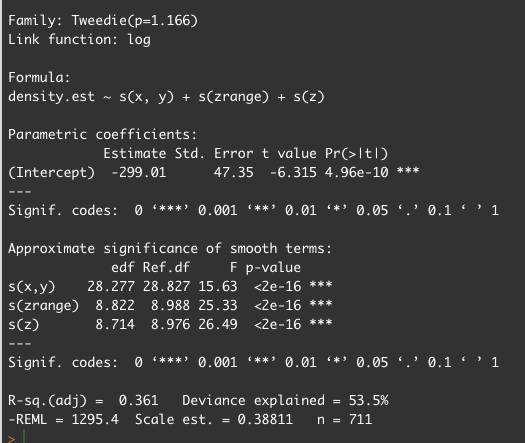 Family: Tweedie(p=1.166)
Link function: log
Formula:
density.est ~ s(x, y) + s(zrange) + s(z)
Parametric coefficients:
Estimate Std. Error t value Pr(>|t|)
(Intercept) -299.01 47.35 -6.315 4.96e-10 ***
---
Signif. codes: 0 ‘***’ 0.001 ‘**’ 0.01 ‘*’ 0.05 ‘.’ 0.1 ‘ ’ 1
Approximate significance of smooth terms:
edf Ref.df F p-value
s(x,y) 28.277 28.827 15.63 <2e-16 ***
s(zrange) 8.822 8.988 25.33 <2e-16 ***
s(z) 8.714 8.976 26.49 <2e-16 ***
---
Signif. codes: 0 ‘***’ 0.001 ‘**’ 0.01 ‘*’ 0.05 ‘.’ 0.1 ‘ ’ 1
R-sq.(adj) = 0.361 Deviance explained = 53.5%
-REML = 1295.4 Scale est. = 0.38811 n = 711
>